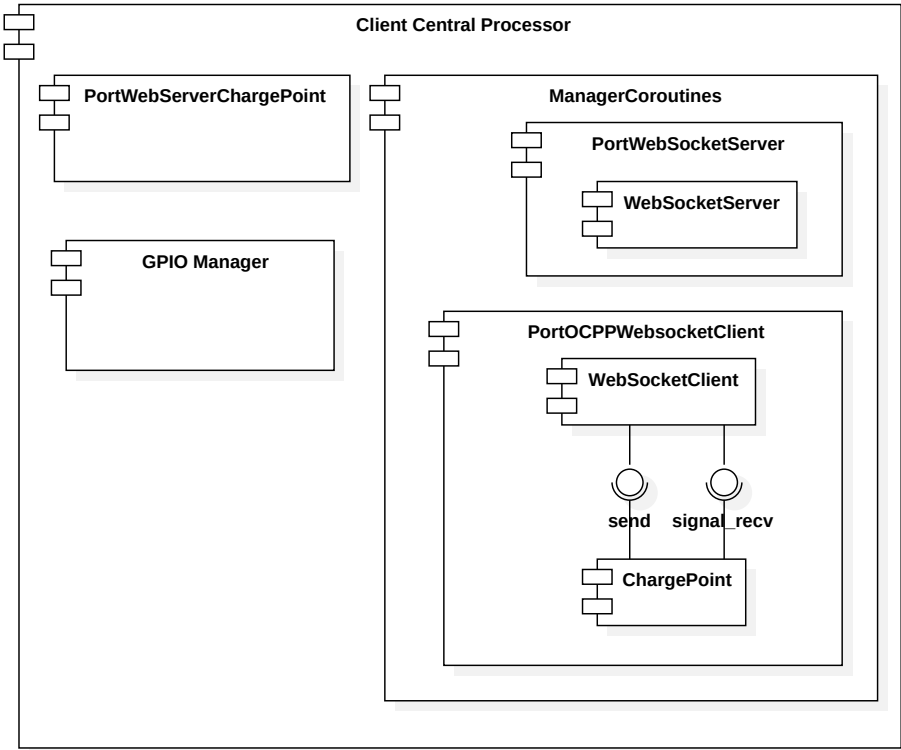 Client Central Processor
PortWebServerChargePoint
ManagerCoroutines
PortWebSocketServer
WebSocketServer
GPIO Manager
PortOCPPWebsocketClient
WebSocketClient
send signal_recv
ChargePoint